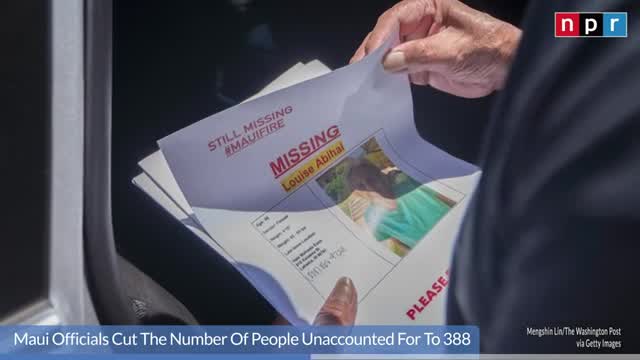 npr
STILL MISSING
#MAUIFIRE
MISSING
Louise Abihai
PLEASE
Maui Officials Cut The Number Of People Unaccounted For To 388
Mengshin Lin/The Washington Post
via Getty Images